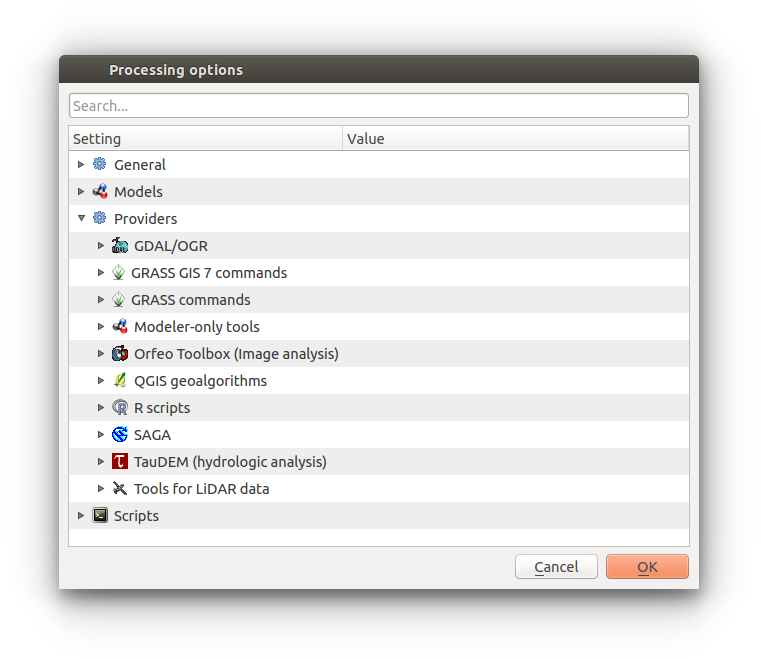 Processing options
Search...
Setting Value
General
Models
Providers
GDAL/OGR
GRASS GIS 7 commands
GRASS commands
Modeler-only tools
Orfeo Toolbox (Image analysis)
QGIS geoalgorithms
R scripts
SAGA
TauDEM (hydrologic analysis)
Tools for LiDAR data
Scripts
Cancel OK